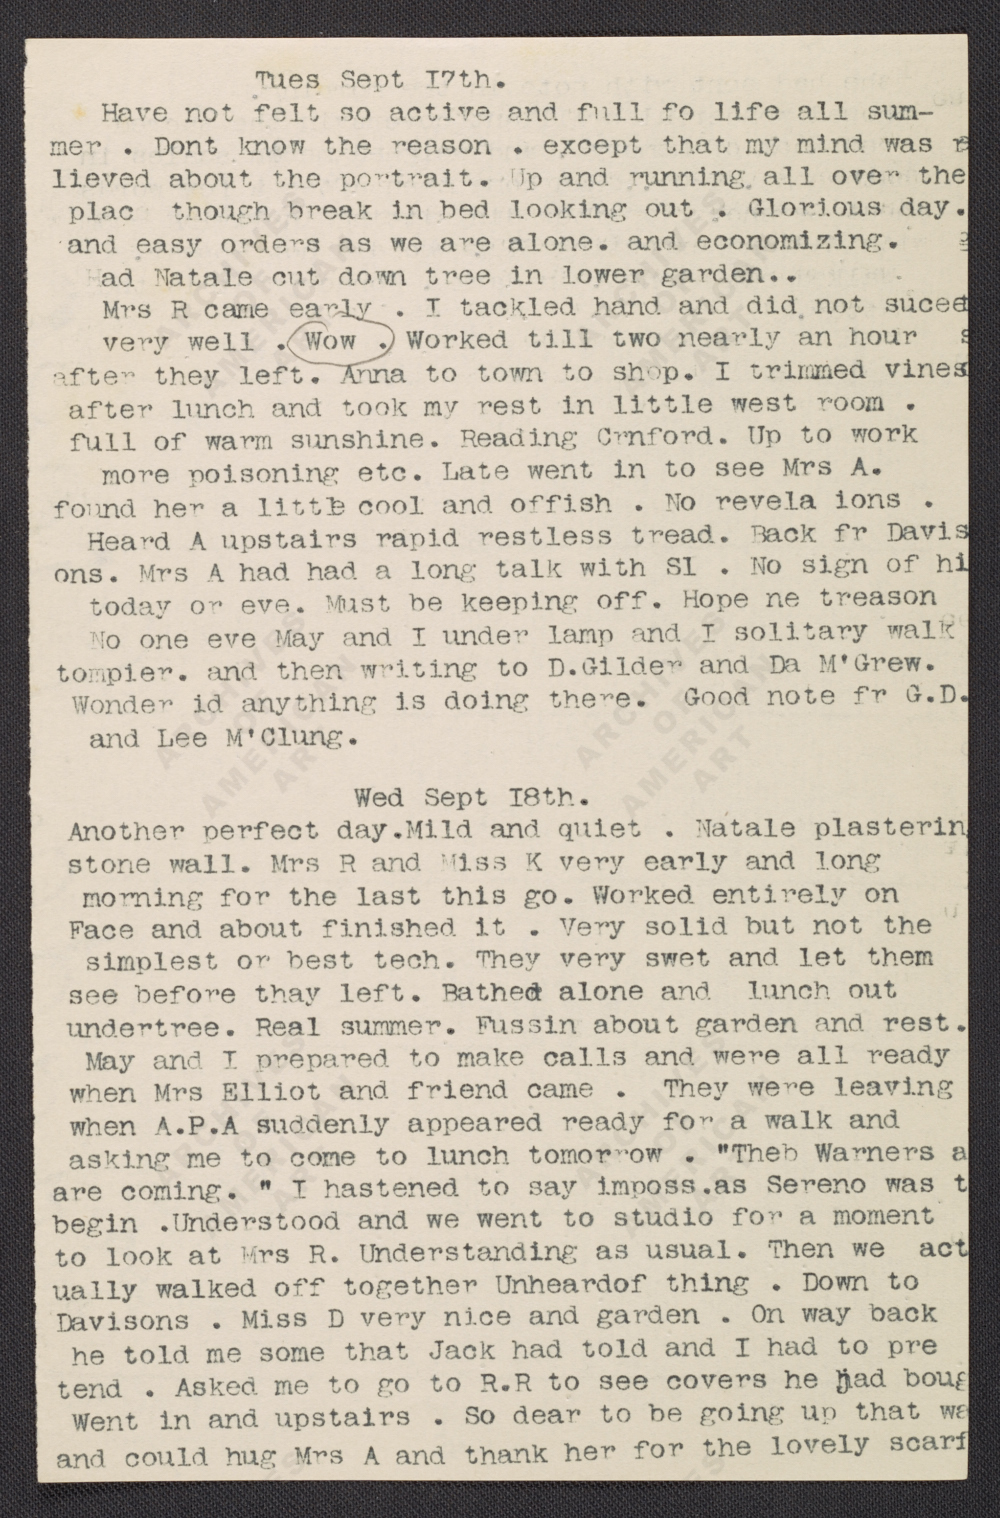 Tues Sept I7th.
Have not felt so active and full fo life all sum-
mer . Dont know the reason . except that my mind was r
lieved about the portrait. Up and running all over the
plac though break in bed looking out . Glorious day.
and easy orders as we are alone. and economizing.
ad Natale cut down tree in lower garden..
Mrs R came early . I tackled hand and did not suceed
very well . Wow . Worked till two nearly an hour s
after they left. Anna to town to shop. I trimmed vines
after lunch and took my rest in little west room .
full of warm sunshine. Reading Crnford. Up to work
more poisoning etc. Late went in to see Mrs A.
found her a little cool and offish . No revela ions .
Heard A upstairs rapid restless tread. Back fr Davis
ons. Mrs A had had a long talk with Sl . No sign of hi
today or eve. Must be keeping off. Hope ne treason
No one eve May and I under lamp and I solitary walk
tompier. and then writing to D.Gilder and Da M'Grew.
Wonder id anything is doing there. Good note fr G.D.
and Lee M'Clung.
Wed Sept I8th.
Another perfect day.Mild and quiet . Natale plasterin
stone wall. Mrs R and Miss K very early and long
morning for the last this go. Worked entirely on
Face and about finished it . Very solid but not the
simplest or best tech. They very swet and let them
see before thay left. Bathed alone and lunch out
undertree. Real summer. Fussin about garden and rest.
May and I prepared to make calls and were all ready
when Mrs Elliot and friend came . They were leaving
when A.P.A suddenly appeared ready for a walk and
asking me to come to lunch tomorrow . "Theb Warners a
are coming. " I hastened to say imposs.as Sereno was t
begin .Understood and we went to studio for a moment
to look at Mrs R. Understanding as usual. Then we act
ually walked off together Unheardof thing . Down to
Davisons . Miss D very nice and garden . On way back
he told me some that Jack had told and I had to pre
tend . Asked me to go to R.R to see covers he had boug
Went in and upstairs . So dear to be going up that wa
and could hug Mrs A and thank her for the lovely scarf